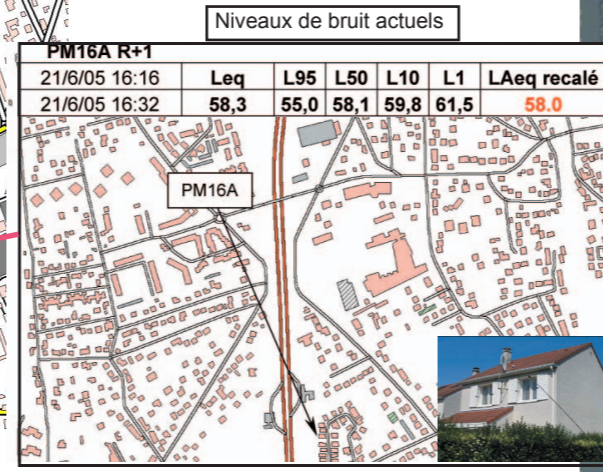 Niveaux de bruit actuels
PM16A R+1
21/6/05 16:16 Leq L95 L50 L10 L1 LAeq recalé
21/6/05 16:32 58,3 55,0 58,1 59,8 61,5 58.0
PM16A